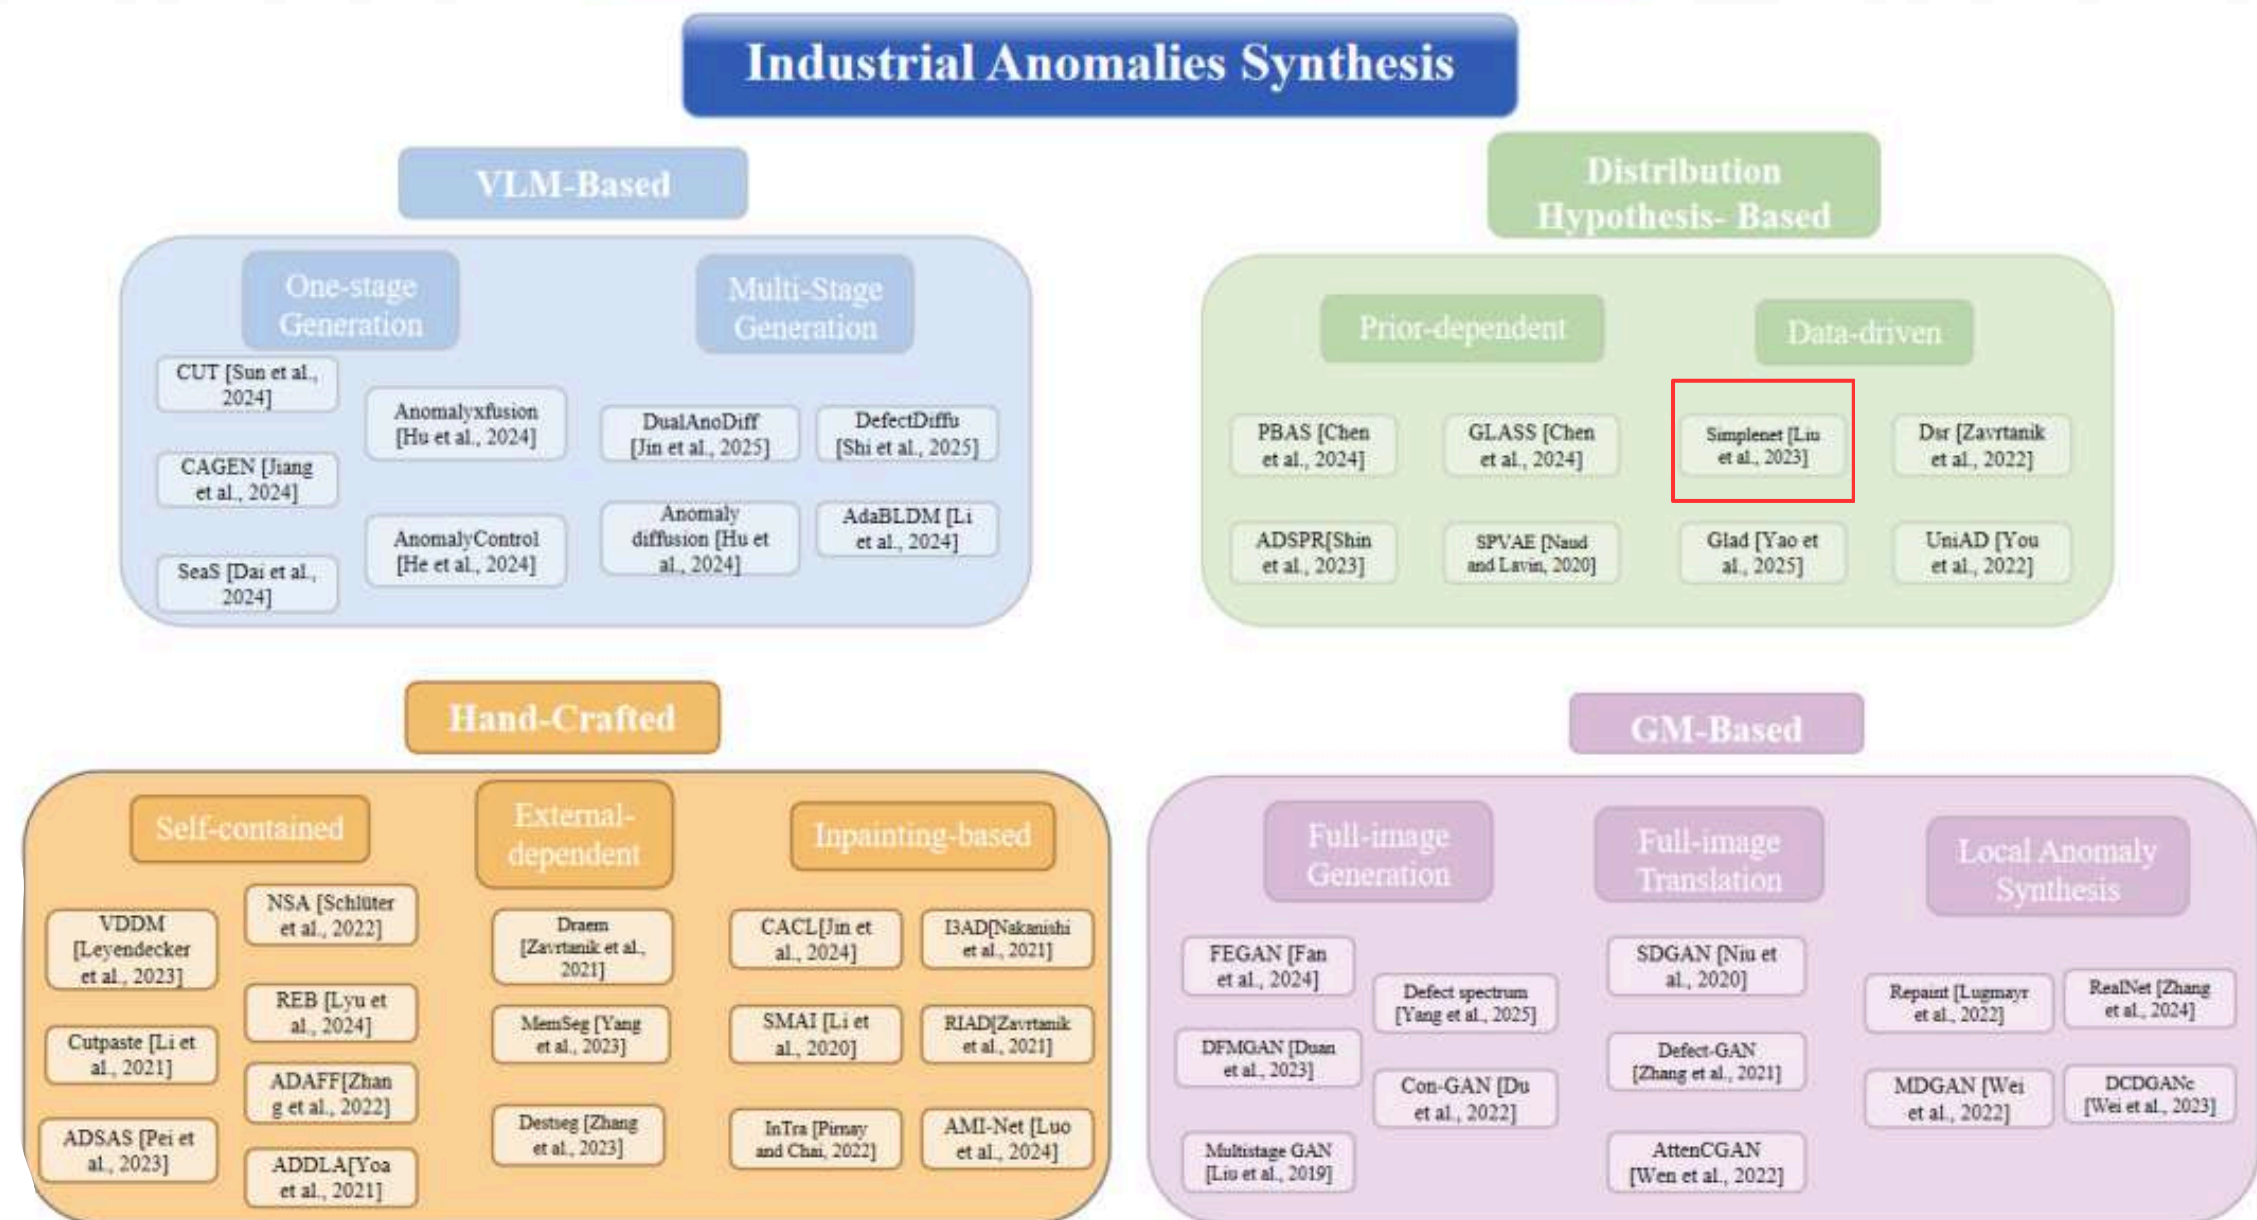 Industrial Anomalies Synthesis
VLM-Based
One-stage
Generation
CUT [Sun et al.,
2024]
CAGEN [Jiang
et al., 2024]
SeaS [Dai et al.,
2024]
Anomalyxfusion
[Hu et al., 2024]
AnomalyControl
[He et al., 2024]
Multi-Stage
Generation
DualAnoDiff
[Jin et al., 2025]
Anomaly
diffusion [Hu et
al., 2024]
DefectDiffu
[Shi et al., 2025]
AdaBLDM [Li
et al., 2024]
Distribution
Hypothesis- Based
Prior-dependent
PBAS [Chen
et al., 2024]
GLASS [Chen
et al., 2024]
ADSPR[Shin
et al., 2023]
SPVAE [Naud
and Lavin, 2020]
Data-driven
Simplenet [Liu
et al., 2023]
Dsr [Zavrtanik
et al., 2022]
Glad [Yao et
al., 2025]
UniAD [You
et al., 2022]
Hand-Crafted
Self-contained
VDDM
[Leyendecker
et al., 2023]
Cutpaste [Li et
al., 2021]
ADSAS [Pei et
al., 2023]
NSA [Schlüter
et al., 2022]
REB [Lyu et
al., 2024]
ADAFF[Zhan
g et al., 2022]
ADDLA[Yoa
et al., 2021]
External-
dependent
Draem
[Zavrtanik et al.,
2021]
MemSeg [Yang
et al., 2023]
Destseg [Zhang
et al., 2023]
Inpainting-based
CACL[Jin et
al., 2024]
I3AD[Nakanishi
et al., 2021]
SMAI [Li et
al., 2020]
RIAD[Zavrtanik
et al., 2021]
InTra [Pirnay
and Chai, 2022]
AMI-Net [Luo
et al., 2024]
GM-Based
Full-image
Generation
FEGAN [Fan
et al., 2024]
DFMGAN [Duan
et al., 2023]
Multistage GAN
[Liu et al., 2019]
Defect spectrum
[Yang et al., 2025]
Con-GAN [Du
et al., 2022]
Full-image
Translation
SDGAN [Niu et
al., 2020]
Defect-GAN
[Zhang et al., 2021]
AttenCGAN
[Wen et al., 2022]
Local Anomaly
Synthesis
Repaint [Lugmayr
et al., 2022]
RealNet [Zhang
et al., 2024]
MDGAN [Wei
et al., 2022]
DCDGANc
[Wei et al., 2023]